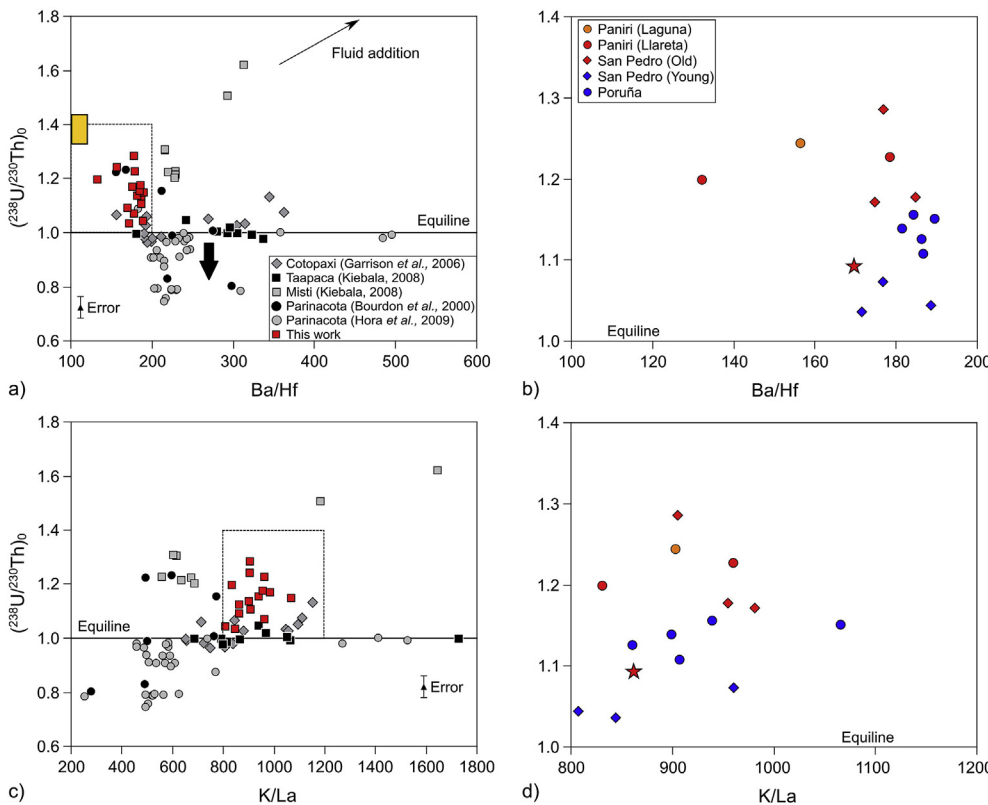 1.8
1.6
1.4
1.2
1.0
0.8
0.6
(238U/230Th)0
Fluid addition
Equiline
Error
Cotopaxi (Garrison et al., 2006)
Taapaca (Kiebala, 2008)
Misti (Kiebala, 2008)
Parinacota (Bourdon et al., 2000)
Parinacota (Hora et al., 2009)
This work
100 200 300 400 500 600
a) Ba/Hf
1.4
1.3
1.2
1.1
1.0
Paniri (Laguna)
Paniri (Llareta)
San Pedro (Old)
San Pedro (Young)
Poruña
Equiline
100 120 140 160 180 200
b) Ba/Hf
1.8
1.6
1.4
1.2
1.0
0.8
0.6
(238U/230Th)0
Equiline
Error
200 400 600 800 1000 1200 1400 1600 1800
c) K/La
1.4
1.3
1.2
1.1
1.0
Equiline
800 900 1000 1100 1200
d) K/La